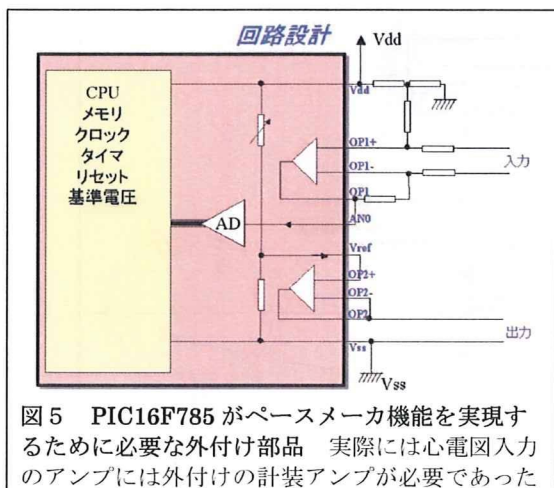 回路設計
Vdd
CPU
メモリ
クロック
タイマ
リセット
基準電圧
Vdd
OP1+
OP1-
入力
OP1
AD
AN0
Vref
OP2+
OP2-
OP2
出力
Vss
Vss
図5 PIC16F785がペースメーカ機能を実現す
るために必要な外付け部品 実際には心電図入力
のアンプには外付けの計装アンプが必要であった